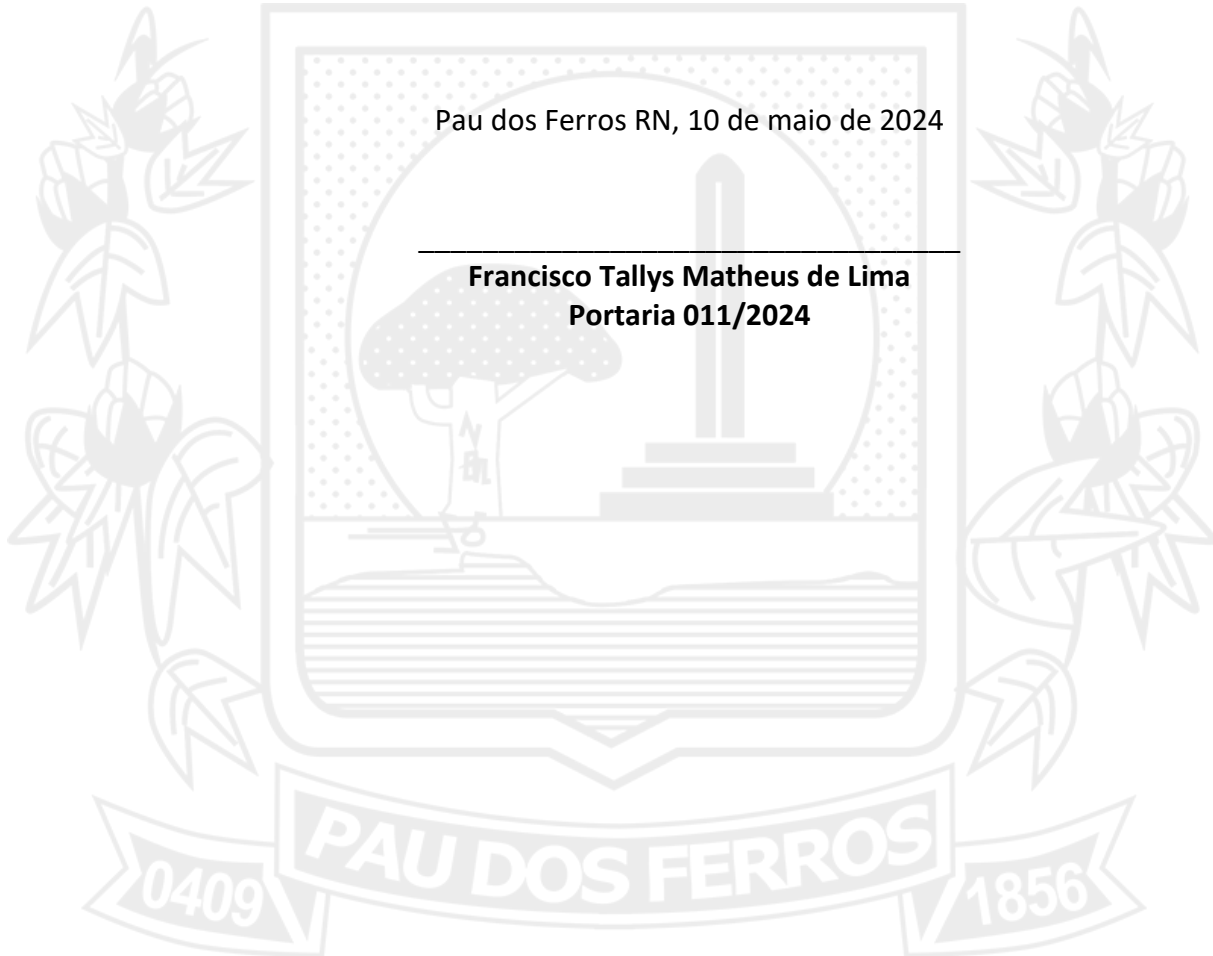 Pau dos Ferros RN, 10 de maio de 2024
__________________________________
Francisco Tallys Matheus de Lima
Portaria 011/2024
PAU DOS FERROS
0409
1856